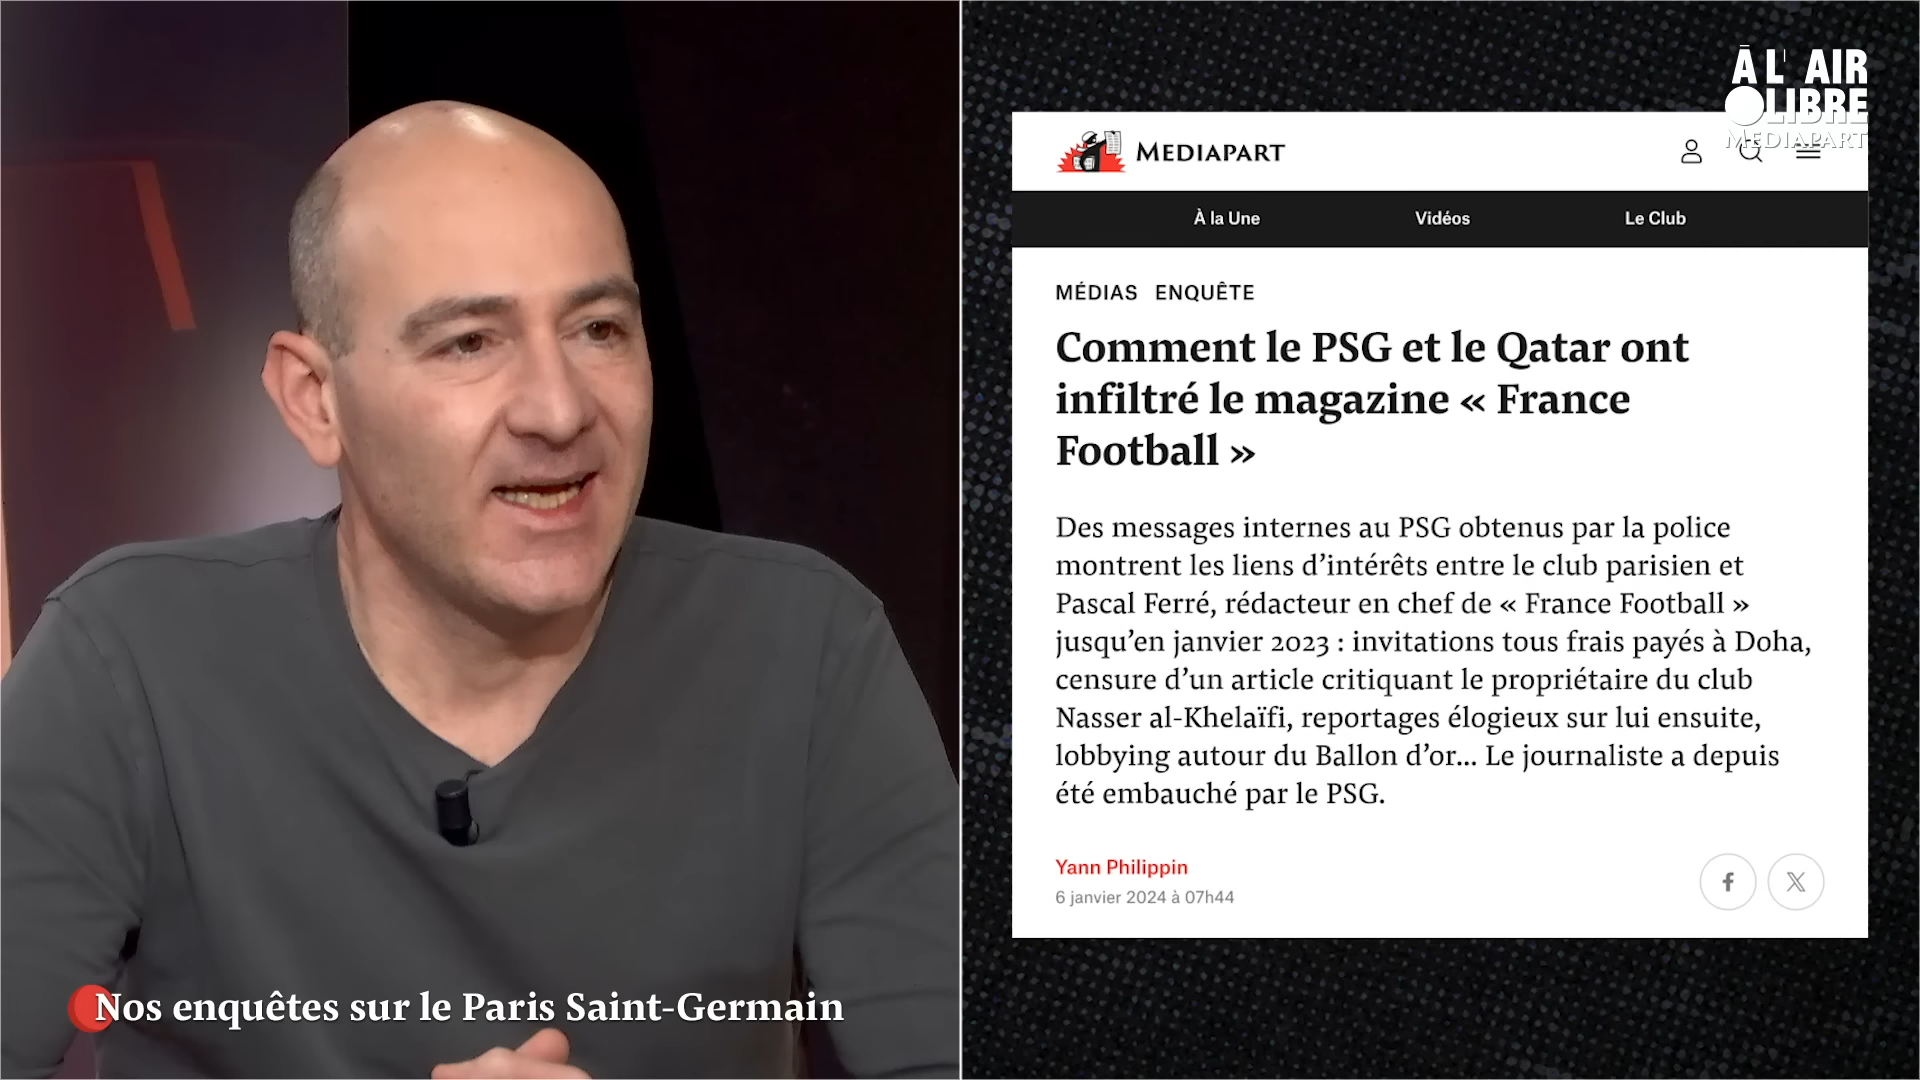 À L' AIR
LIBRE
MEDIAPART
MEDIAPART
À la Une
Vidéos
Le Club
MÉDIAS ENQUÊTE
Comment le PSG et le Qatar ont
infiltré le magazine « France
Football »
Des messages internes au PSG obtenus par la police
montrent les liens d’intérêts entre le club parisien et
Pascal Ferré, rédacteur en chef de « France Football »
jusqu’en janvier 2023 : invitations tous frais payés à Doha,
censure d’un article critiquant le propriétaire du club
Nasser al-Khelaïfi, reportages élogieux sur lui ensuite,
lobbying autour du Ballon d’or... Le journaliste a depuis
été embauché par le PSG.
Yann Philippin
6 janvier 2024 à 07h44
Nos enquêtes sur le Paris Saint-Germain